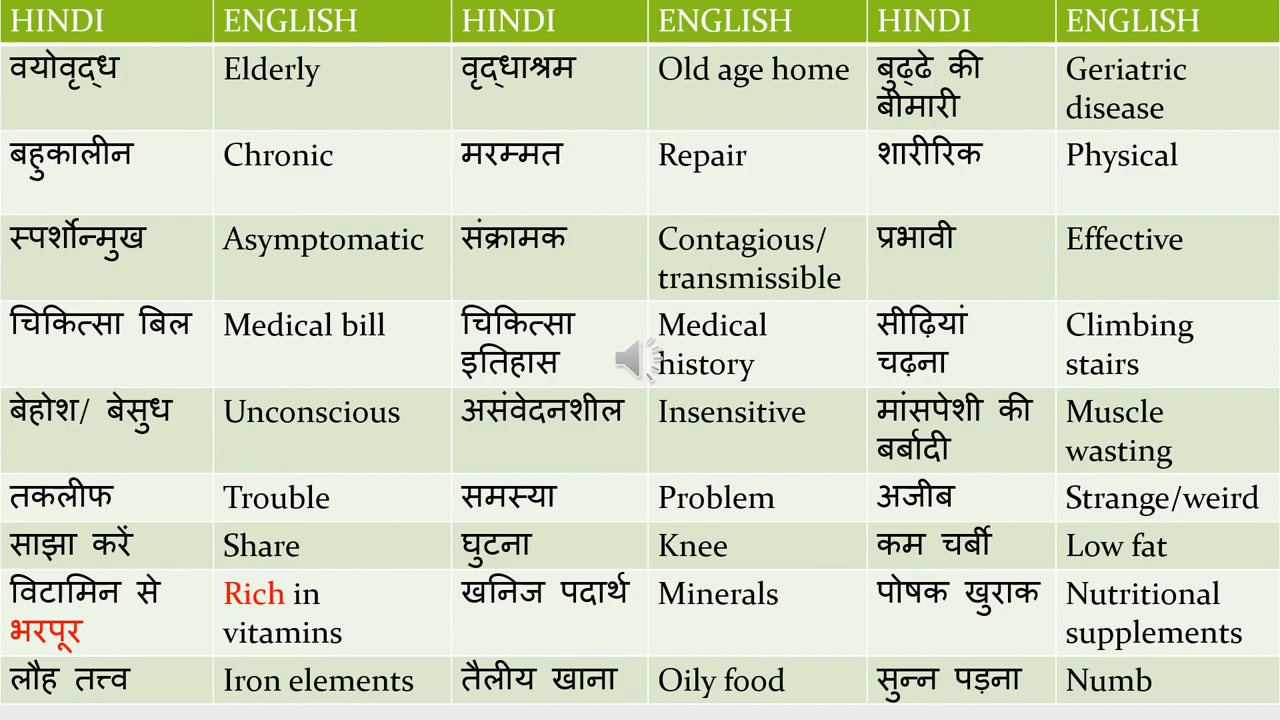 HINDI ENGLISH HINDI ENGLISH HINDI ENGLISH
वयोवृद्ध Elderly वृद्धाश्रम Old age home बुढ्ढे की Geriatric
बीमारी disease
बहुकालीन Chronic मरम्मत Repair शारीरिक Physical
स्पर्शोन्मुख Asymptomatic संक्रामक Contagious/ प्रभावी Effective
transmissible
चिकित्सा बिल Medical bill चिकित्सा Medical सीढ़ियां Climbing
इतिहास history चढ़ना stairs
बेहोश/ बेसुध Unconscious असंवेदनशील Insensitive मांसपेशी की Muscle
बर्बादी wasting
तकलीफ Trouble समस्या Problem अजीब Strange/weird
साझा करें Share घुटना Knee कम चर्बी Low fat
विटामिन से Rich in खनिज पदार्थ Minerals पोषक खुराक Nutritional
भरपूर vitamins supplements
लौह तत्त्व Iron elements तैलीय खाना Oily food सुन्न पड़ना Numb